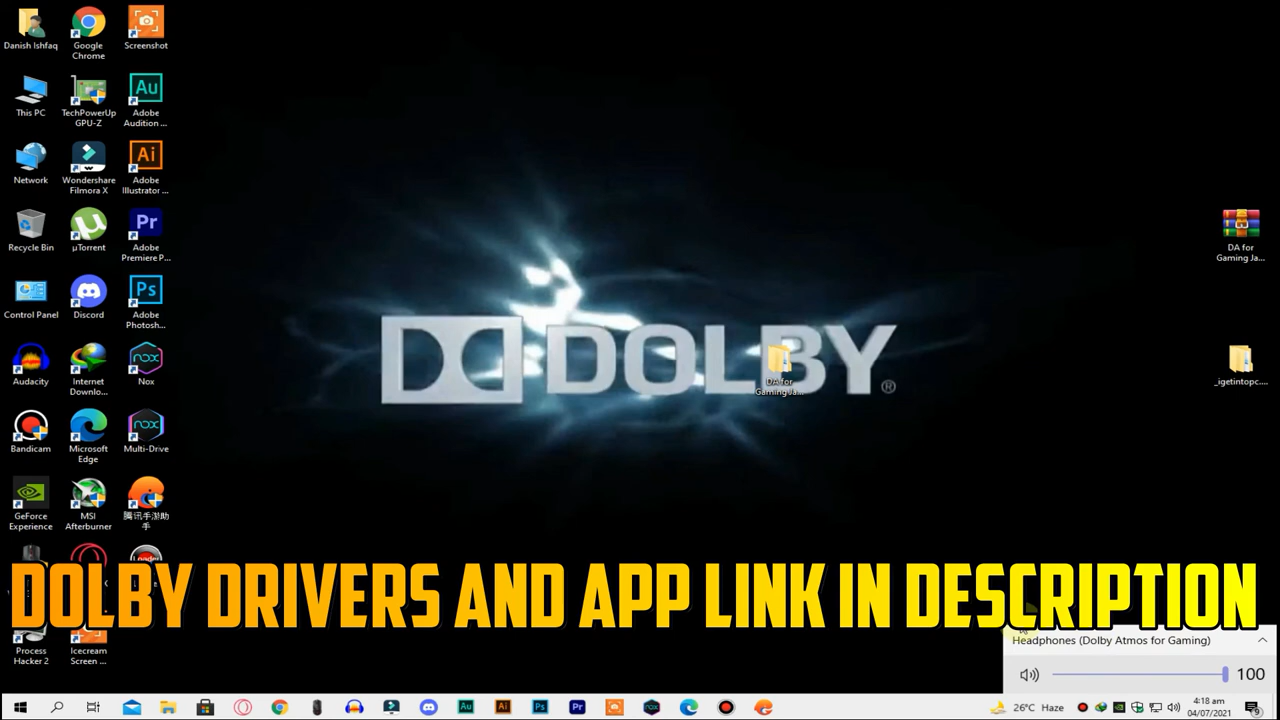 Danish Ishfaq
Google
Chrome
Screenshot
This PC
TechPowerUp
GPU-Z
Adobe
Audition ...
Network
Wondershare
Filmora X
Adobe
Illustrator ...
Recycle Bin
µTorrent
Adobe
Premiere P...
Control Panel
Discord
Adobe
Photosh...
Audacity
Internet
Downlo...
Nox
Bandicam
Microsoft
Edge
Multi-Drive
GeForce
Experience
MSI
Afterburner
腾讯手游助
手
Process
Hacker 2
Icecream
Screen ...
DOLBY®
DA for
Gaming Ja...
DA for
Gaming Ja...
_igetintopc....
DOLBY DRIVERS AND APP LINK IN DESCRIPTION
Headphones (Dolby Atmos for Gaming)
100
26°C Haze
4:18 am
04/07/2021